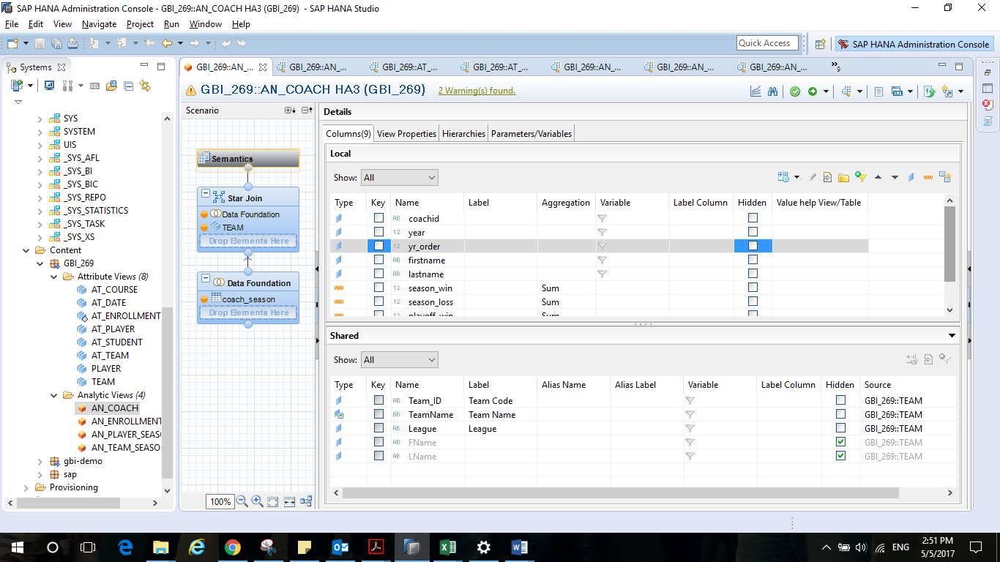 SAP HANA Administration Console - GBI_269::AN_COACH HA3 (GBI_269) - SAP HANA Studio
File Edit View Navigate Project Run Window Help
Quick Access
SAP HANA Administration Console
Systems
SQL
SYS
SYSTEM
UIS
_SYS_AFL
_SYS_BI
_SYS_BIC
_SYS_REPO
_SYS_STATISTICS
_SYS_TASK
_SYS_XS
Content
GBI_269
Attribute Views (8)
AT_COURSE
AT_DATE
AT_ENROLLMENT
AT_PLAYER
AT_STUDENT
AT_TEAM
PLAYER
TEAM
Analytic Views (4)
AN_COACH
AN_ENROLLMENT
AN_PLAYER_SEAS
AN_TEAM_SEASO
gbi-demo
sap
Provisioning
GBI_269::AN_... GBI_269::AN_... GBI_269::AT_... GBI_269::AT_... GBI_269::AN_... GBI_269::AN_... GBI_269::AN_... 9
GBI_269::AN_COACH HA3 (GBI_269) 2 Warning(s) found.
XML
Scenario
Semantics
Star Join
Data Foundation
TEAM
Drop Elements Here
Data Foundation
coach_season
Drop Elements Here
100%
Details
Columns(9) View Properties Hierarchies Parameters/Variables
Local
Show: All
Type Key Name Label Aggregation Variable Label Column Hidden Value help View/Table
AB coachid
12 year
12 yr_order
AB firstname
AB lastname
12 season_win Sum
12 season_loss Sum
12 playoff_win Sum
Shared
Show: All
Type Key Name Label Alias Name Alias Label Variable Label Column Hidden Source
AB Team_ID Team Code GBI_269::TEAM
AB TeamName Team Name GBI_269::TEAM
AB League League GBI_269::TEAM
AB FName GBI_269::TEAM
AB LName GBI_269::TEAM
ENG
2:51 PM
5/5/2017